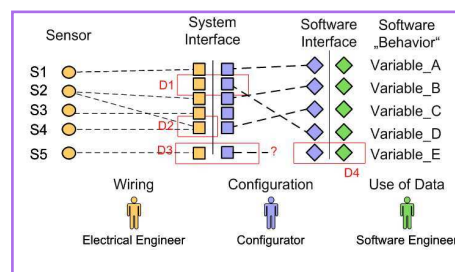 Sensor
System
Interface
Software
Interface
Software
„Behavior"
S1
S2
S3
S4
S5
D1
D2
D3
?
D4
Variable_A
Variable_B
Variable_C
Variable_D
Variable_E
Wiring
Configuration
Use of Data
Electrical Engineer
Configurator
Software Engineer